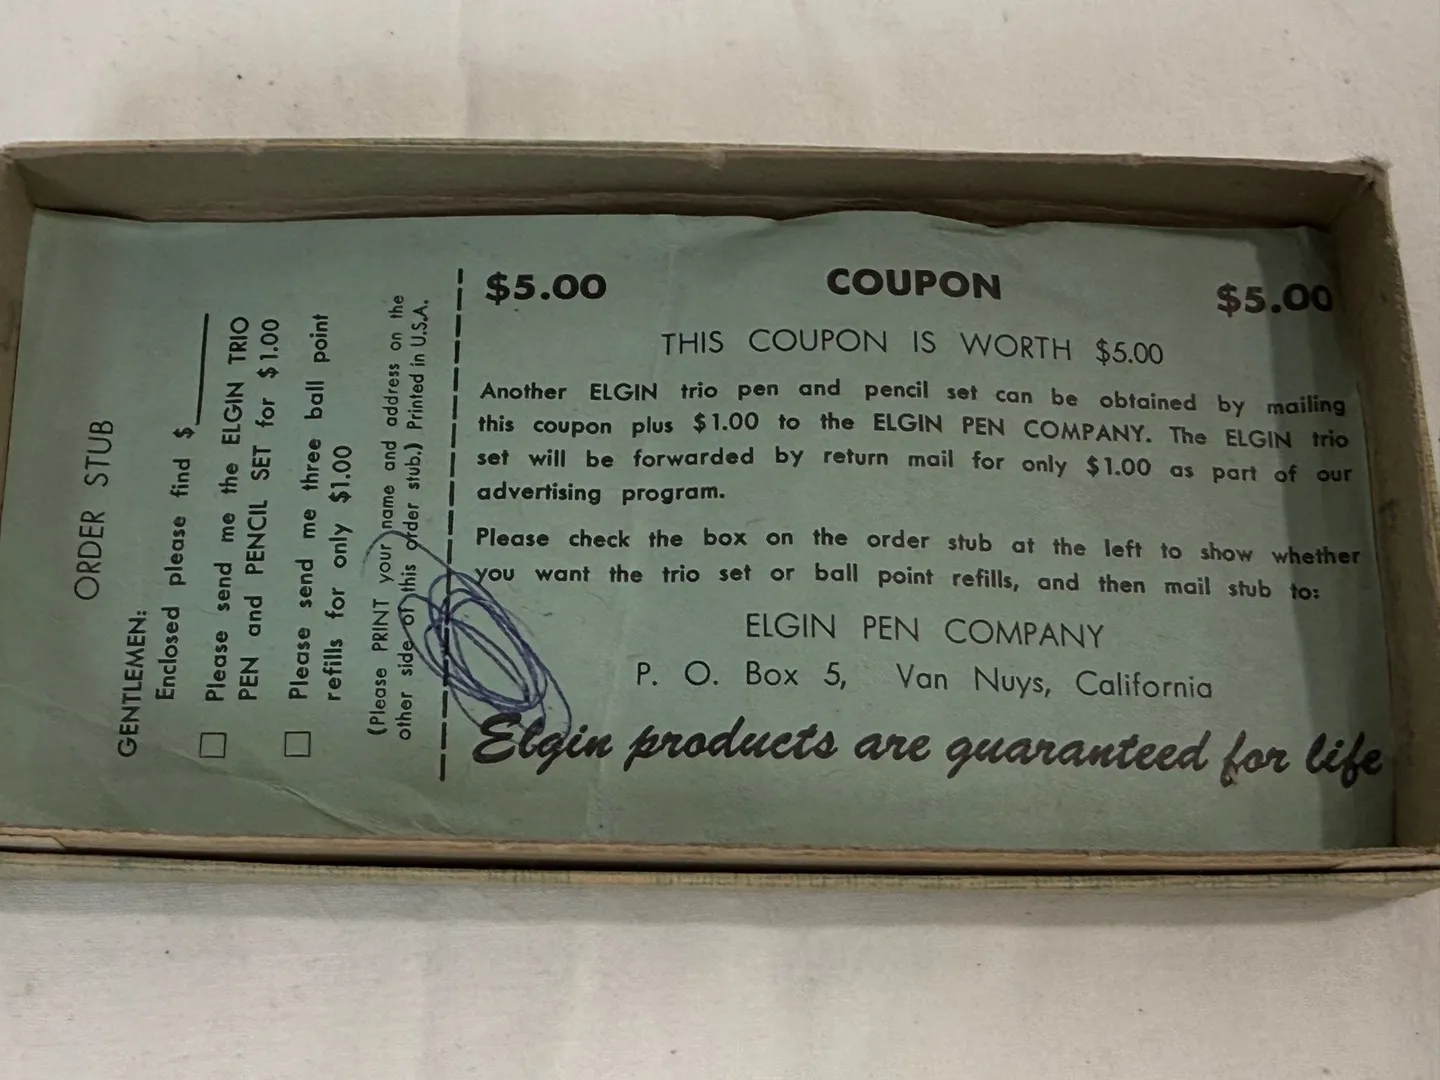 ORDER STUB
GENTLEMEN:
Enclosed please find $
Please send me the ELGIN TRIO
PEN and PENCIL SET for $1.00
Please send me three ball point
refills for only $1.00
(Please PRINT your name and address on the
other side of this order stub.) Printed in U.S.A.
$5.00 COUPON $5.00
THIS COUPON IS WORTH $5.00
Another ELGIN trio pen and pencil set can be obtained by mailing
this coupon plus $1.00 to the ELGIN PEN COMPANY. The ELGIN trio
set will be forwarded by return mail for only $1.00 as part of our
advertising program.
Please check the box on the order stub at the left to show whether
you want the trio set or ball point refills, and then mail stub to:
ELGIN PEN COMPANY
P. O. Box 5, Van Nuys, California
Elgin products are guaranteed for life